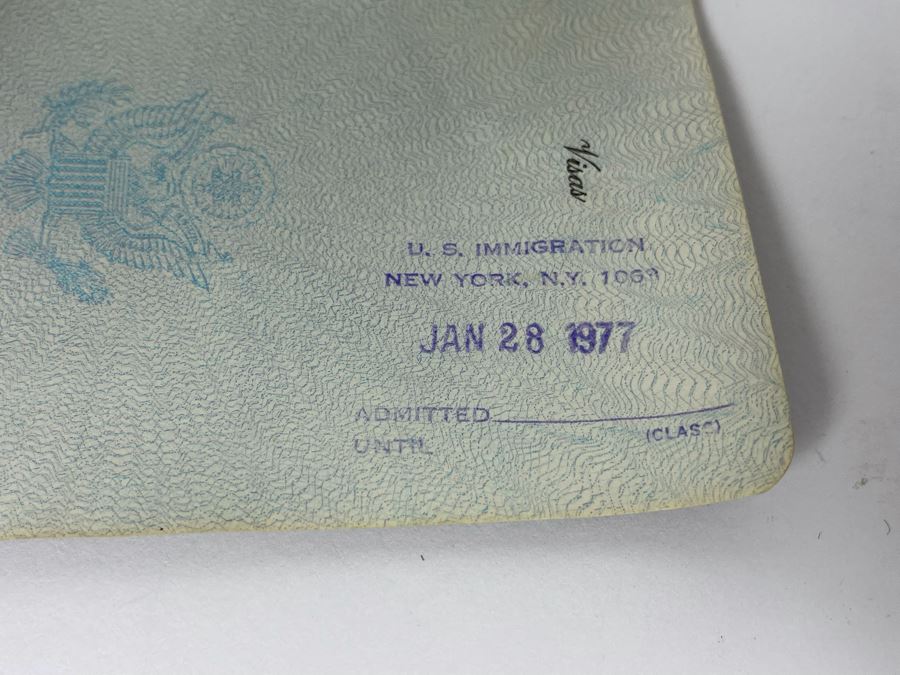 Visas
U. S. IMMIGRATION
NEW YORK, N.Y. 1069
JAN 28 1977
ADMITTED
(CLASS)
UNTIL